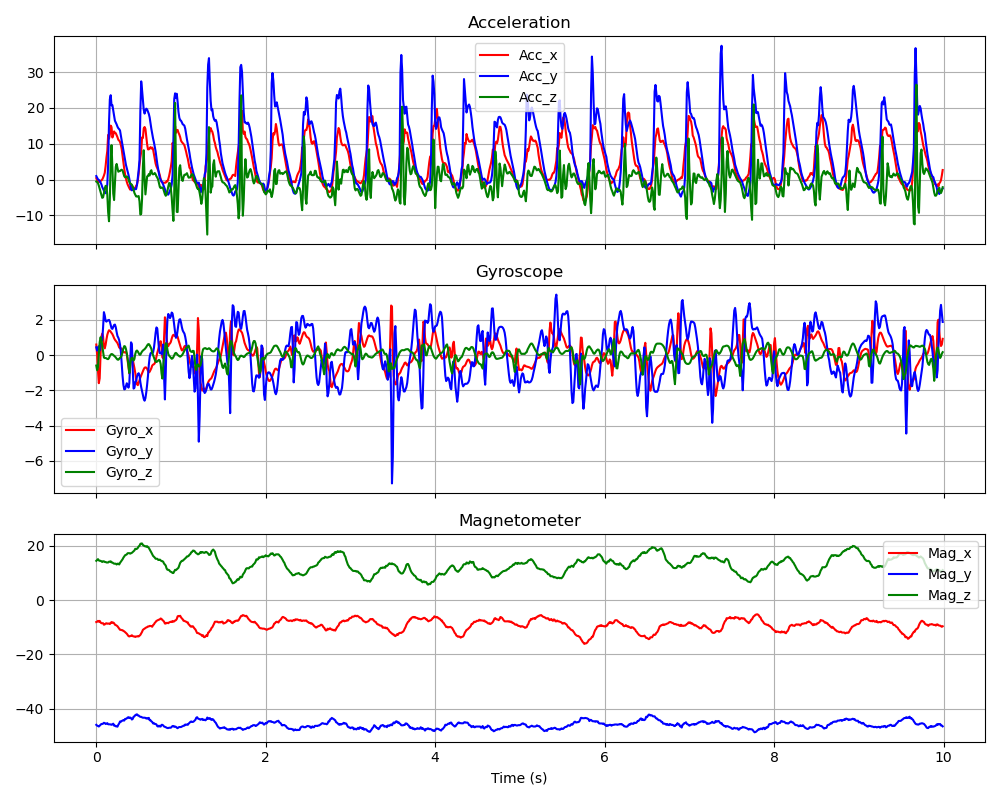 Acceleration
Acc_x
Acc_y
Acc_z
30
20
10
0
−10
Gyroscope
2
0
−2
−4
−6
Gyro_x
Gyro_y
Gyro_z
Magnetometer
20
0
−20
−40
Mag_x
Mag_y
Mag_z
0 2 4 6 8 10
Time (s)